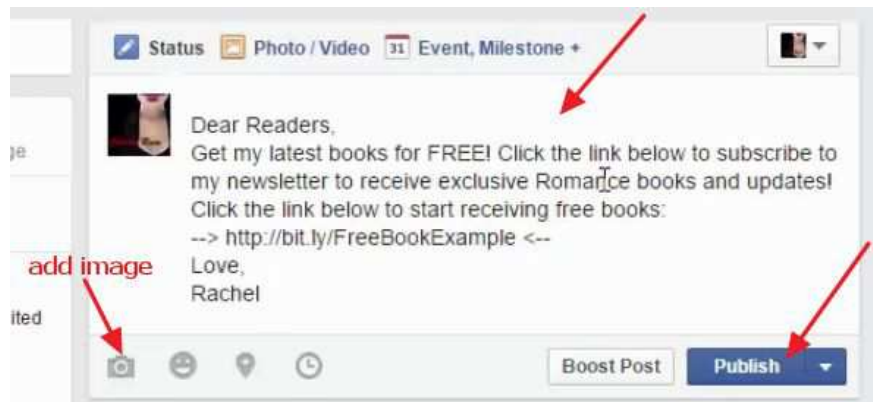 Status Photo / Video 31 Event, Milestone +
Dear Readers,
Get my latest books for FREE! Click the link below to subscribe to
my newsletter to receive exclusive Romance books and updates!
Click the link below to start receiving free books:
--> http://bit.ly/FreeBookExample <--
add image Love,
Rachel
ited
Boost Post Publish